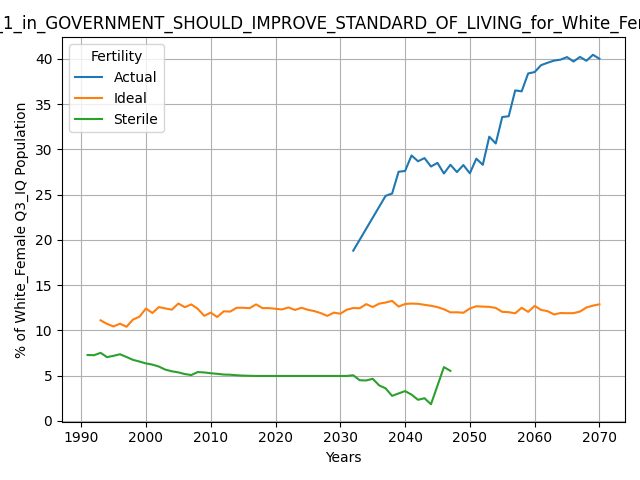 _1_in_GOVERNMENT_SHOULD_IMPROVE_STANDARD_OF_LIVING_for_White_Fe
Fertility
Actual
Ideal
Sterile
% of White_Female Q3_IQ Population
40
35
30
25
20
15
10
5
0
1990 2000 2010 2020 2030 2040 2050 2060 2070
Years